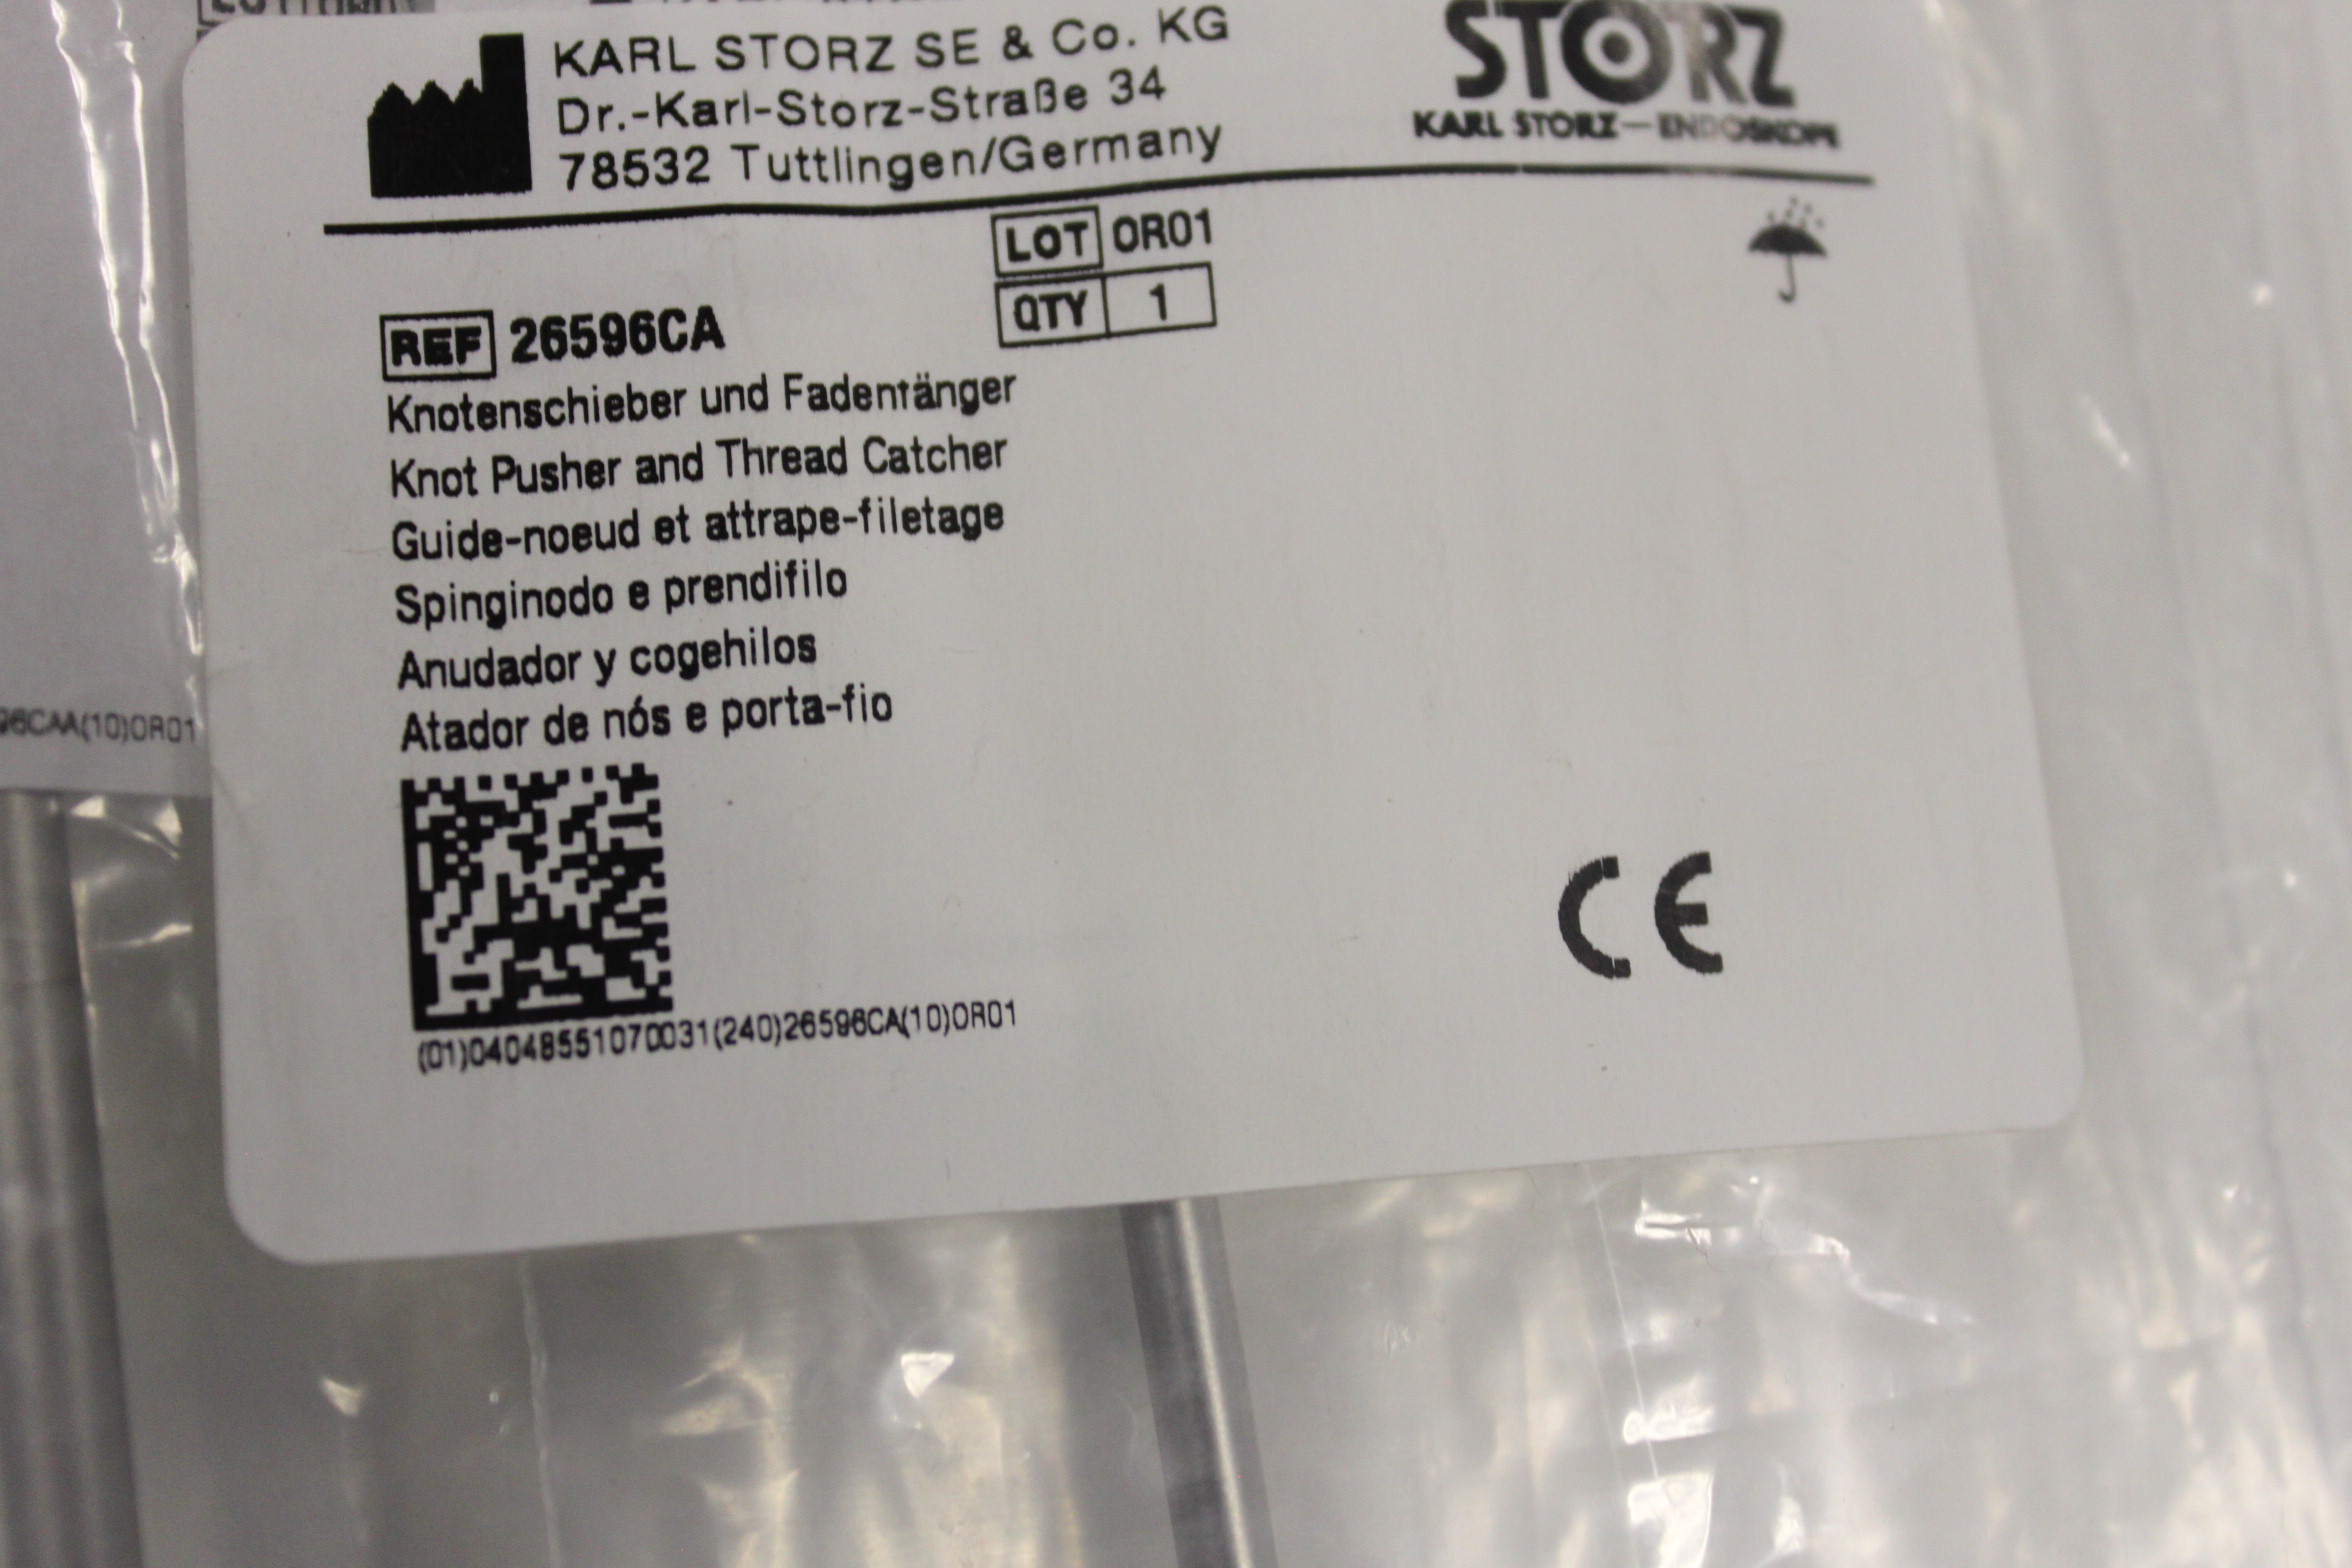 KARL STORZ SE & Co. KG
Dr.-Karl-Storz-Straße 34
78532 Tuttlingen/Germany
STORZ
KARL STORZ—ENDOSKOPE
LOT 0R01
QTY 1
REF 26596CA
Knotenschieber und Fadenfänger
Knot Pusher and Thread Catcher
Guide-noeud et attrape-filetage
Spinginodo e prendifilo
Anudador y cogehilos
Atador de nós e porta-fio
(01)04048551070031(240)26596CA(10)0R01
CE
96CAA(10)0R01